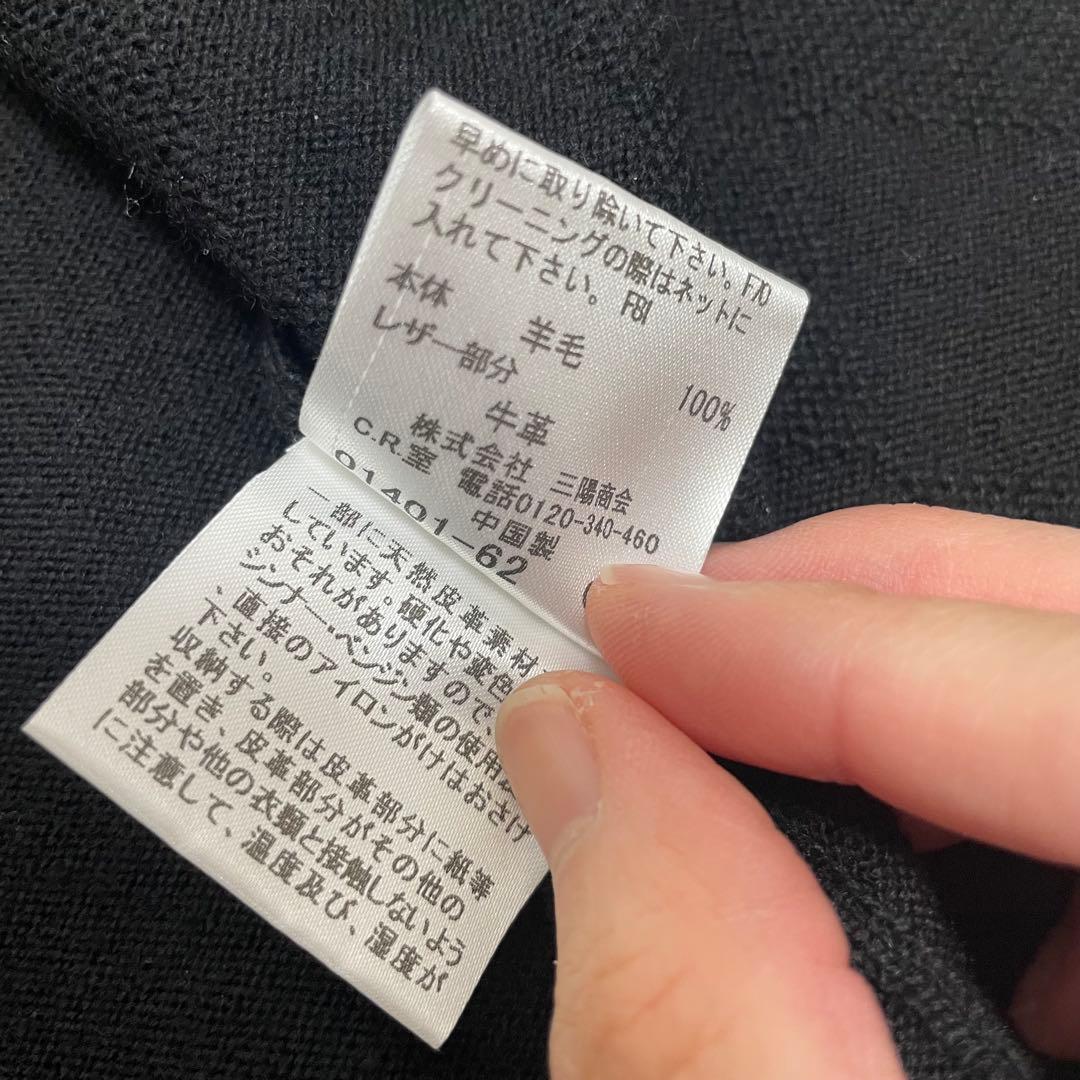 早めに取り除いて下さい。F70
クリーニングの際はネットに
入れて下さい。 F81
本体
羊毛 100%
レザー部分
牛革
株式会社 三陽商会
C.R.室 電話0120-340-460
中国製
01491-62
一部に天然皮革素材
しています。硬化や変色
おそれがありますので、
シンナー・ベンジン類の使用
、直接のアイロンがけはおさけ
下さい。
収納する際は皮革部分に紙等
を置き、皮革部分がその他の
部分や他の衣類と接触しないよう
に注意して、温度及び、湿度が